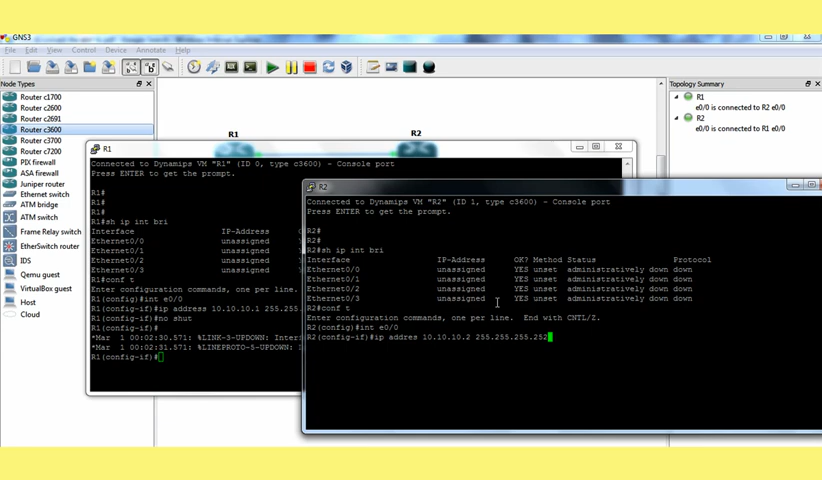 GNS3
File Edit View Control Device Annotate Help
Node Types
Router c1700
Router c2600
Router c2691
Router c3600
Router c3700
Router c7200
PIX firewall
ASA firewall
Juniper router
Ethernet switch
ATM bridge
ATM switch
Frame Relay switch
EtherSwitch router
IDS
Qemu guest
VirtualBox guest
Host
Cloud
R1
R2
Topology Summary
R1
e0/0 is connected to R2 e0/0
R2
e0/0 is connected to R1 e0/0
R1
Connected to Dynamips VM "R1" (ID 0, type c3600) - Console port
Press ENTER to get the prompt.
R1#
R1#
R1#
R1#sh ip int bri
Interface IP-Address
Ethernet0/0 unassigned
Ethernet0/1 unassigned
Ethernet0/2 unassigned
Ethernet0/3 unassigned
R1#conf t
Enter configuration commands, one per line.
R1(config)#int e0/0
R1(config-if)#ip address 10.10.10.1 255.255.
R1(config-if)#no shut
R1(config-if)#
*Mar 1 00:02:30.571: %LINK-3-UPDOWN: Inter
*Mar 1 00:02:31.571: %LINEPROTO-5-UPDOWN:
R1(config-if)#
R2
Connected to Dynamips VM "R2" (ID 1, type c3600) - Console port
Press ENTER to get the prompt.
R2#
R2#
R2#sh ip int bri
Interface IP-Address OK? Method Status Protocol
Ethernet0/0 unassigned YES unset administratively down down
Ethernet0/1 unassigned YES unset administratively down down
Ethernet0/2 unassigned YES unset administratively down down
Ethernet0/3 unassigned YES unset administratively down down
R2#conf t
Enter configuration commands, one per line. End with CNTL/Z.
R2(config)#int e0/0
R2(config-if)#ip addres 10.10.10.2 255.255.255.252